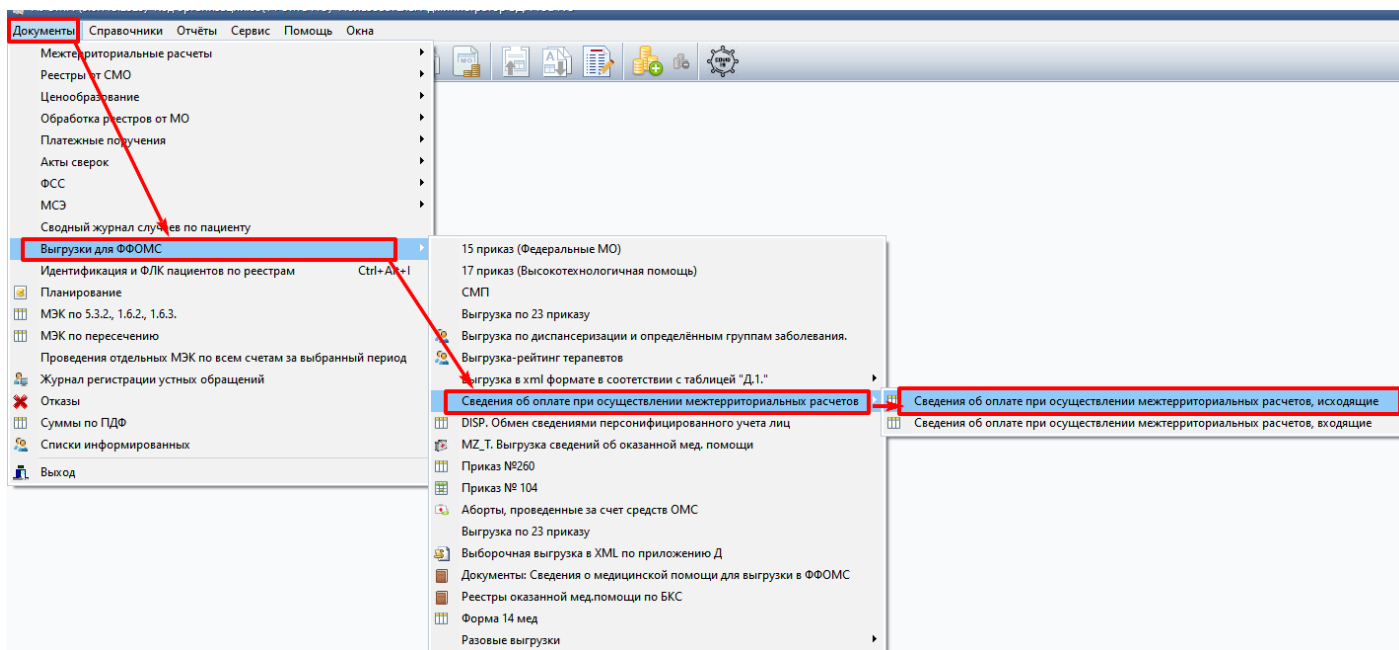 Документы Справочники Отчёты Сервис Помощь Окна
Межтерриториальные расчеты
Реестры от СМО
Ценообразование
Обработка реестров от МО
Платежные поручения
Акты сверок
ФСС
МСЭ
Сводный журнал случаев по пациенту
Выгрузки для ФФОМС
Идентификация и ФЛК пациентов по реестрам Ctrl+Alt+I
Планирование
МЭК по 5.3.2., 1.6.2., 1.6.3.
МЭК по пересечению
Проведения отдельных МЭК по всем счетам за выбранный период
Журнал регистрации устных обращений
Отказы
Суммы по ПДФ
Списки информированных
Выход
15 приказ (Федеральные МО)
17 приказ (Высокотехнологичная помощь)
СМП
Выгрузка по 23 приказу
Выгрузка по диспансеризации и определённым группам заболевания.
Выгрузка-рейтинг терапевтов
Выгрузка в xml формате в соотетствии с таблицей "Д.1."
Сведения об оплате при осуществлении межтерриториальных расчетов
DISP. Обмен сведениями персонифицированного учета лиц
MZ_T. Выгрузка сведений об оказанной мед. помощи
Приказ №260
Приказ № 104
Аборты, проведенные за счет средств ОМС
Выгрузка по 23 приказу
Выборочная выгрузка в XML по приложению Д
Документы: Сведения о медицинской помощи для выгрузки в ФФОМС
Реестры оказанной мед.помощи по БКС
Форма 14 мед
Разовые выгрузки
Сведения об оплате при осуществлении межтерриториальных расчетов, исходящие
Сведения об оплате при осуществлении межтерриториальных расчетов, входящие